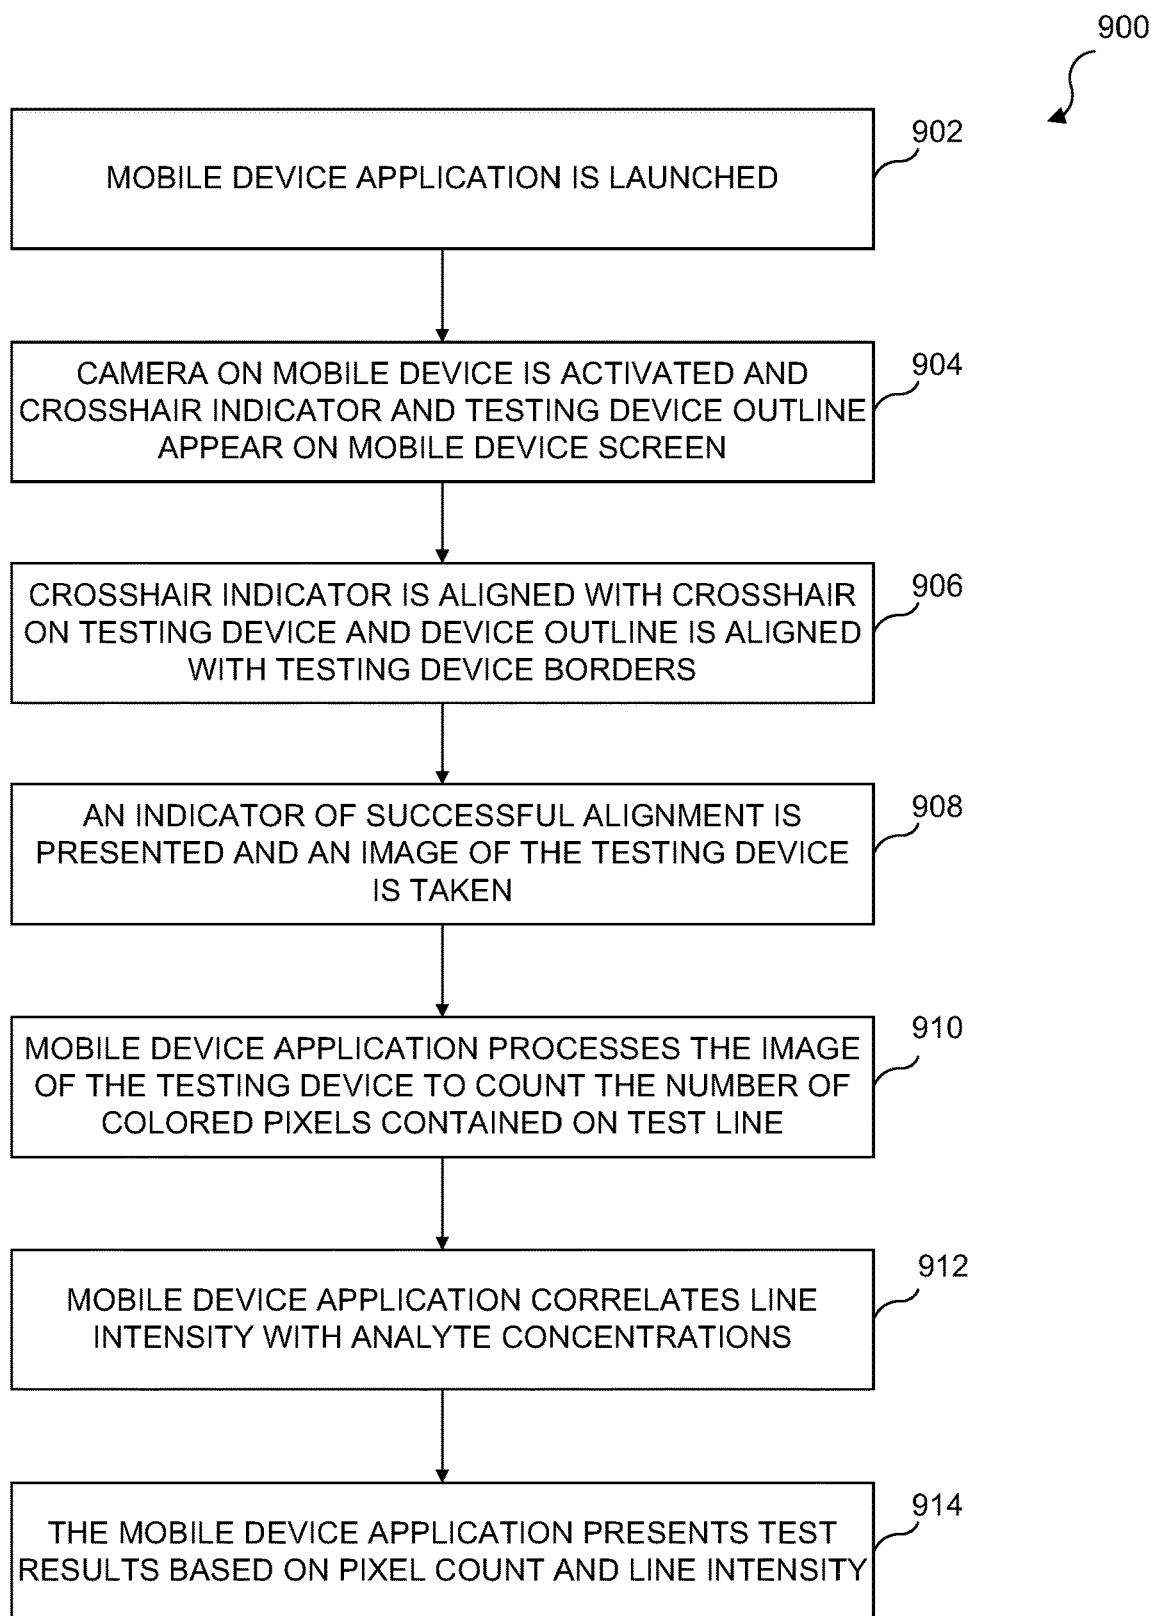 900
902
MOBILE DEVICE APPLICATION IS LAUNCHED
904
CAMERA ON MOBILE DEVICE IS ACTIVATED AND
CROSSHAIR INDICATOR AND TESTING DEVICE OUTLINE
APPEAR ON MOBILE DEVICE SCREEN
906
CROSSHAIR INDICATOR IS ALIGNED WITH CROSSHAIR
ON TESTING DEVICE AND DEVICE OUTLINE IS ALIGNED
WITH TESTING DEVICE BORDERS
908
AN INDICATOR OF SUCCESSFUL ALIGNMENT IS
PRESENTED AND AN IMAGE OF THE TESTING DEVICE
IS TAKEN
910
MOBILE DEVICE APPLICATION PROCESSES THE IMAGE
OF THE TESTING DEVICE TO COUNT THE NUMBER OF
COLORED PIXELS CONTAINED ON TEST LINE
912
MOBILE DEVICE APPLICATION CORRELATES LINE
INTENSITY WITH ANALYTE CONCENTRATIONS
914
THE MOBILE DEVICE APPLICATION PRESENTS TEST
RESULTS BASED ON PIXEL COUNT AND LINE INTENSITY